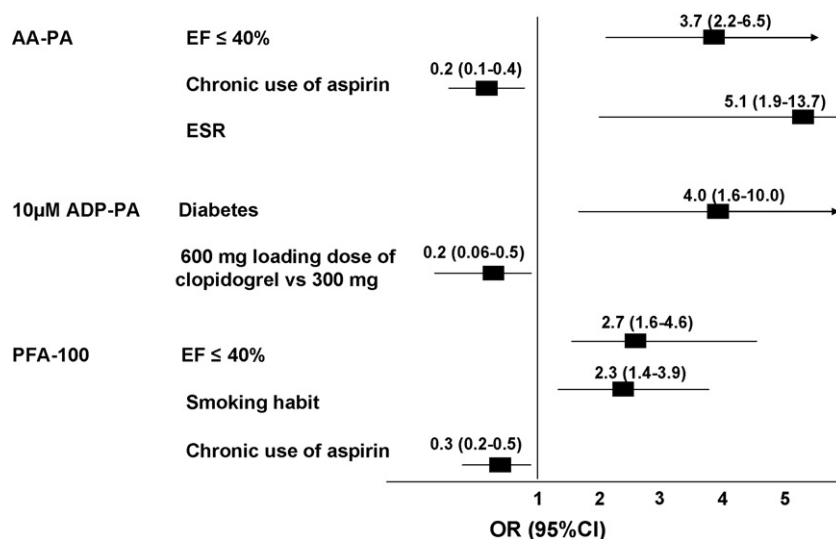 3.7 (2.2-6.5)
AA-PA EF ≤ 40%
Chronic use of aspirin 0.2 (0.1-0.4)
5.1 (1.9-13.7)
ESR
4.0 (1.6-10.0)
10µM ADP-PA Diabetes
600 mg loading dose of 0.2 (0.06-0.5)
clopidogrel vs 300 mg
2.7 (1.6-4.6)
PFA-100 EF ≤ 40%
2.3 (1.4-3.9)
Smoking habit
Chronic use of aspirin 0.3 (0.2-0.5)
1 2 3 4 5
OR (95%CI)